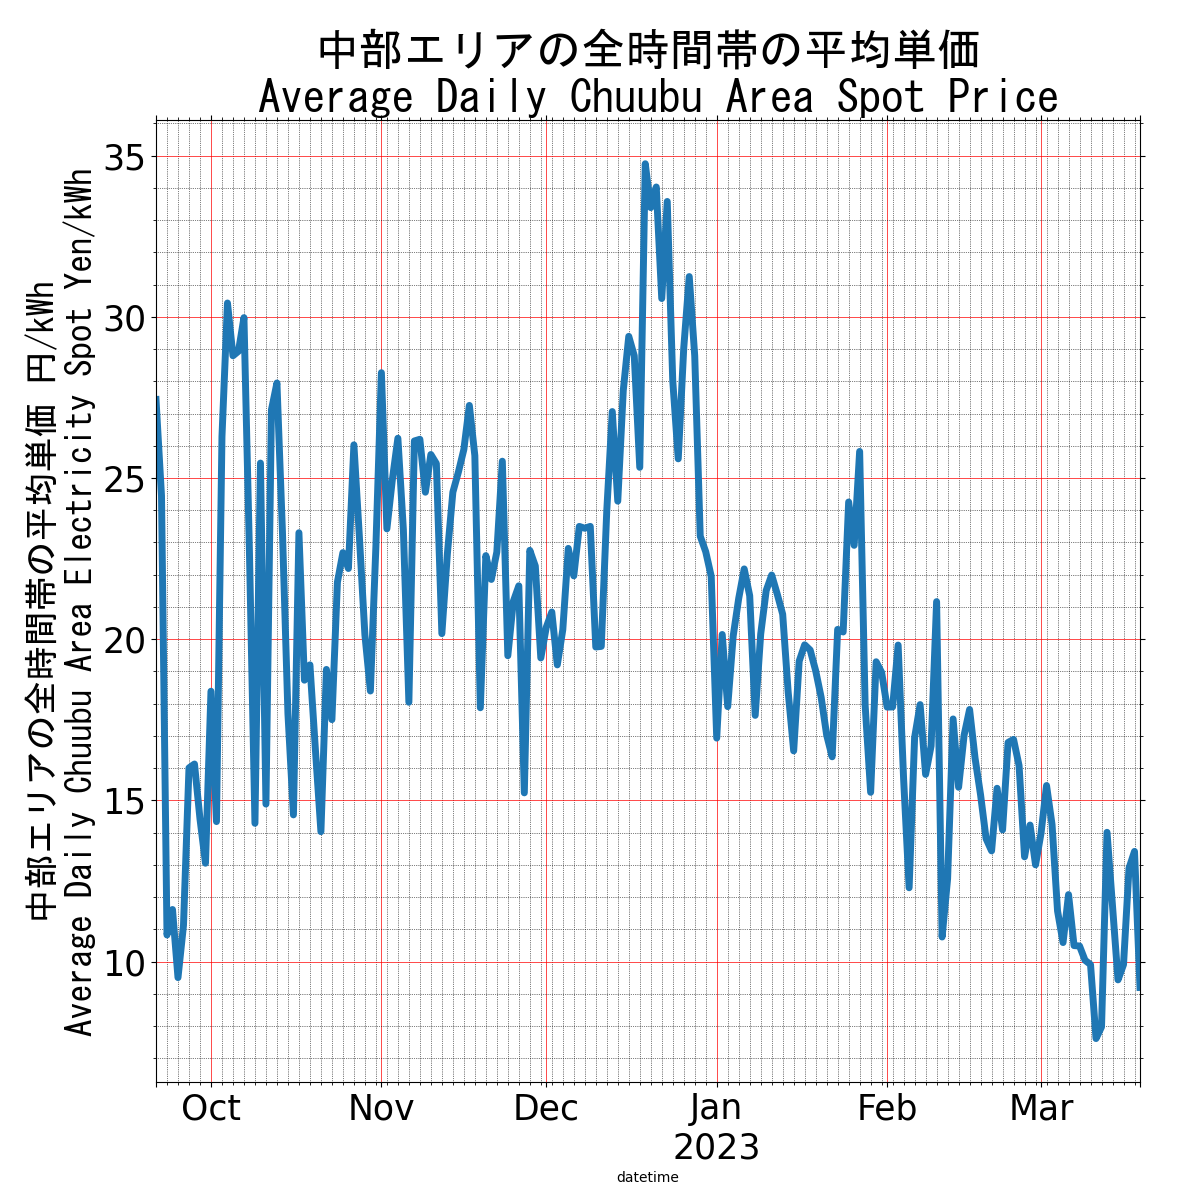 中部エリアの全時間帯の平均単価
Average Daily Chuubu Area Spot Price
中部エリアの全時間帯の平均単価 円/kWh
Average Daily Chuubu Area Electricity Spot Yen/kWh
35
30
25
20
15
10
Oct Nov Dec Jan Feb Mar
2023
datetime